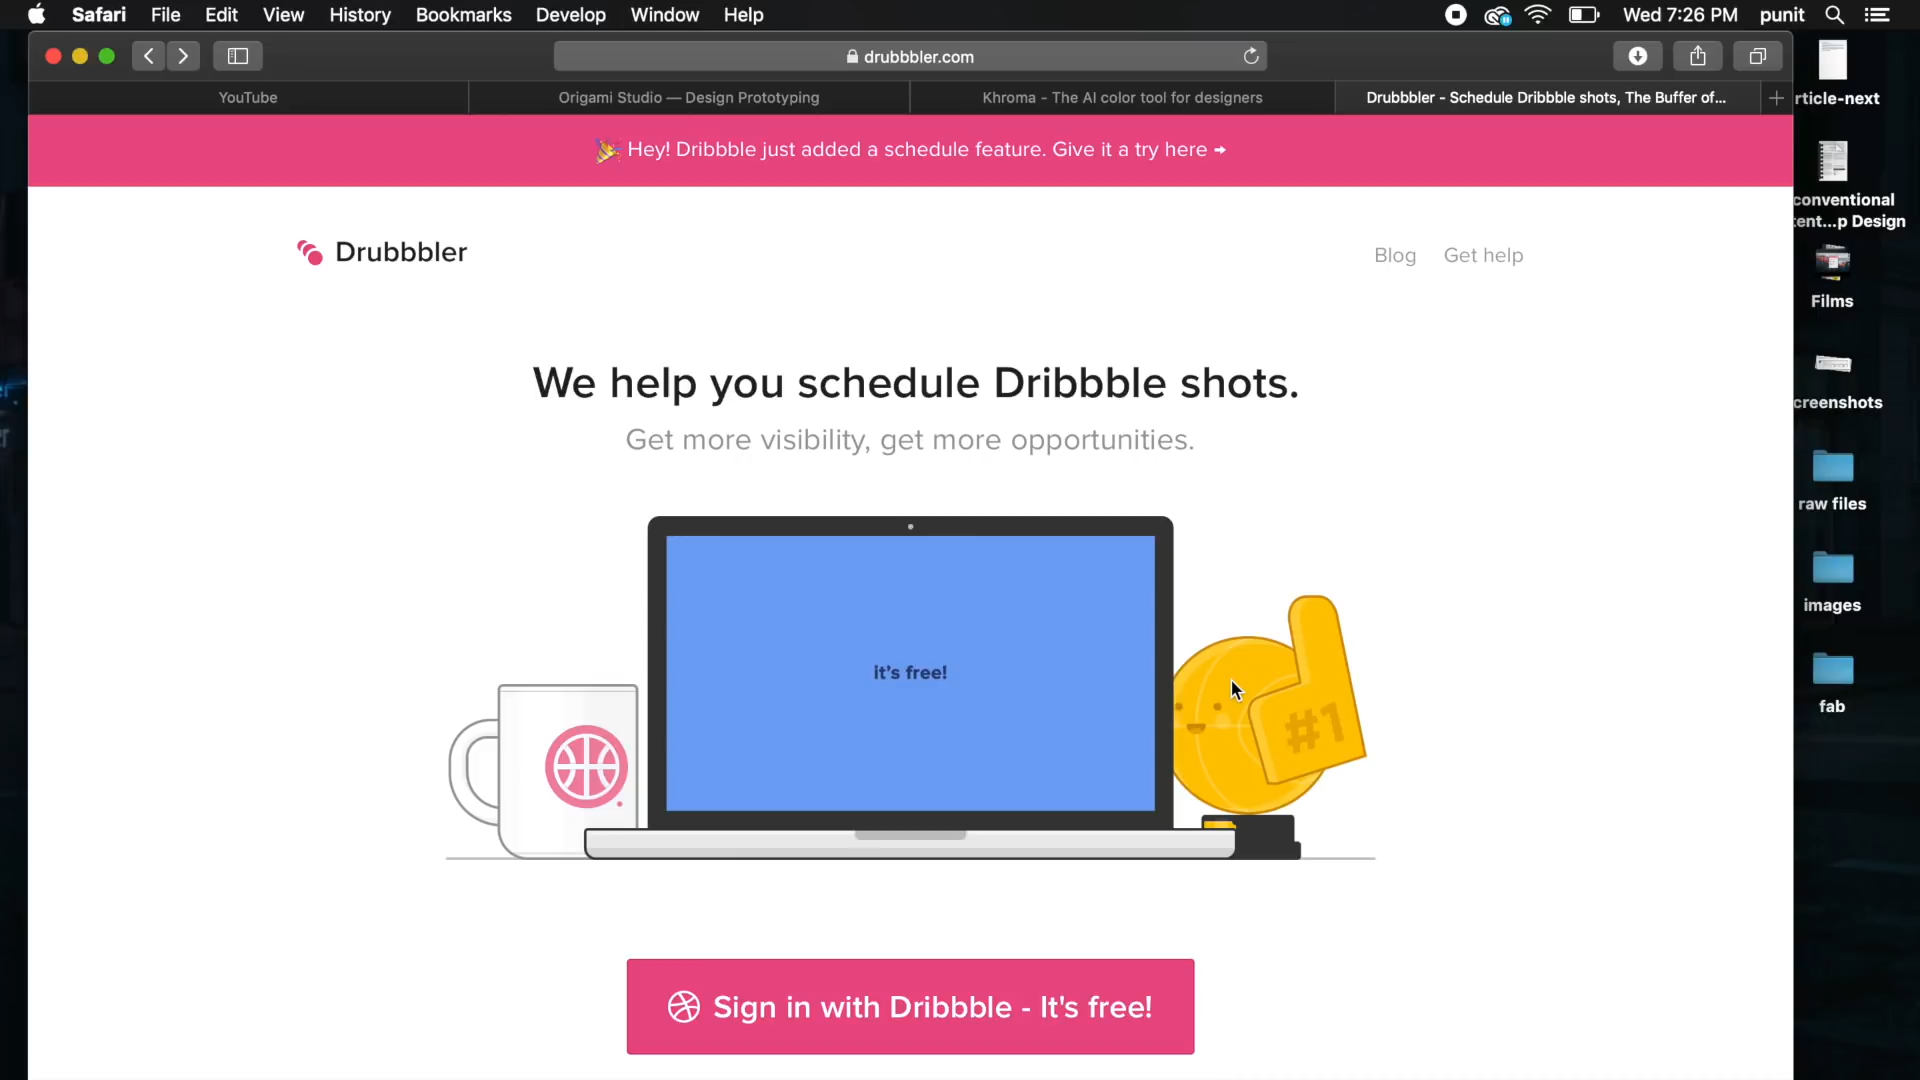 Safari File Edit View History Bookmarks Develop Window Help Wed 7:26 PM punit
drubbbler.com
YouTube Origami Studio — Design Prototyping Khroma - The AI color tool for designers Drubbbler - Schedule Dribbble shots, The Buffer of...
rticle-next
🎉 Hey! Dribbble just added a schedule feature. Give it a try here →
conventional
tent...p Design
Drubbbler Blog Get help
Films
We help you schedule Dribbble shots.
creenshots
Get more visibility, get more opportunities.
raw files
images
it's free!
fab
#1
Sign in with Dribbble - It's free!